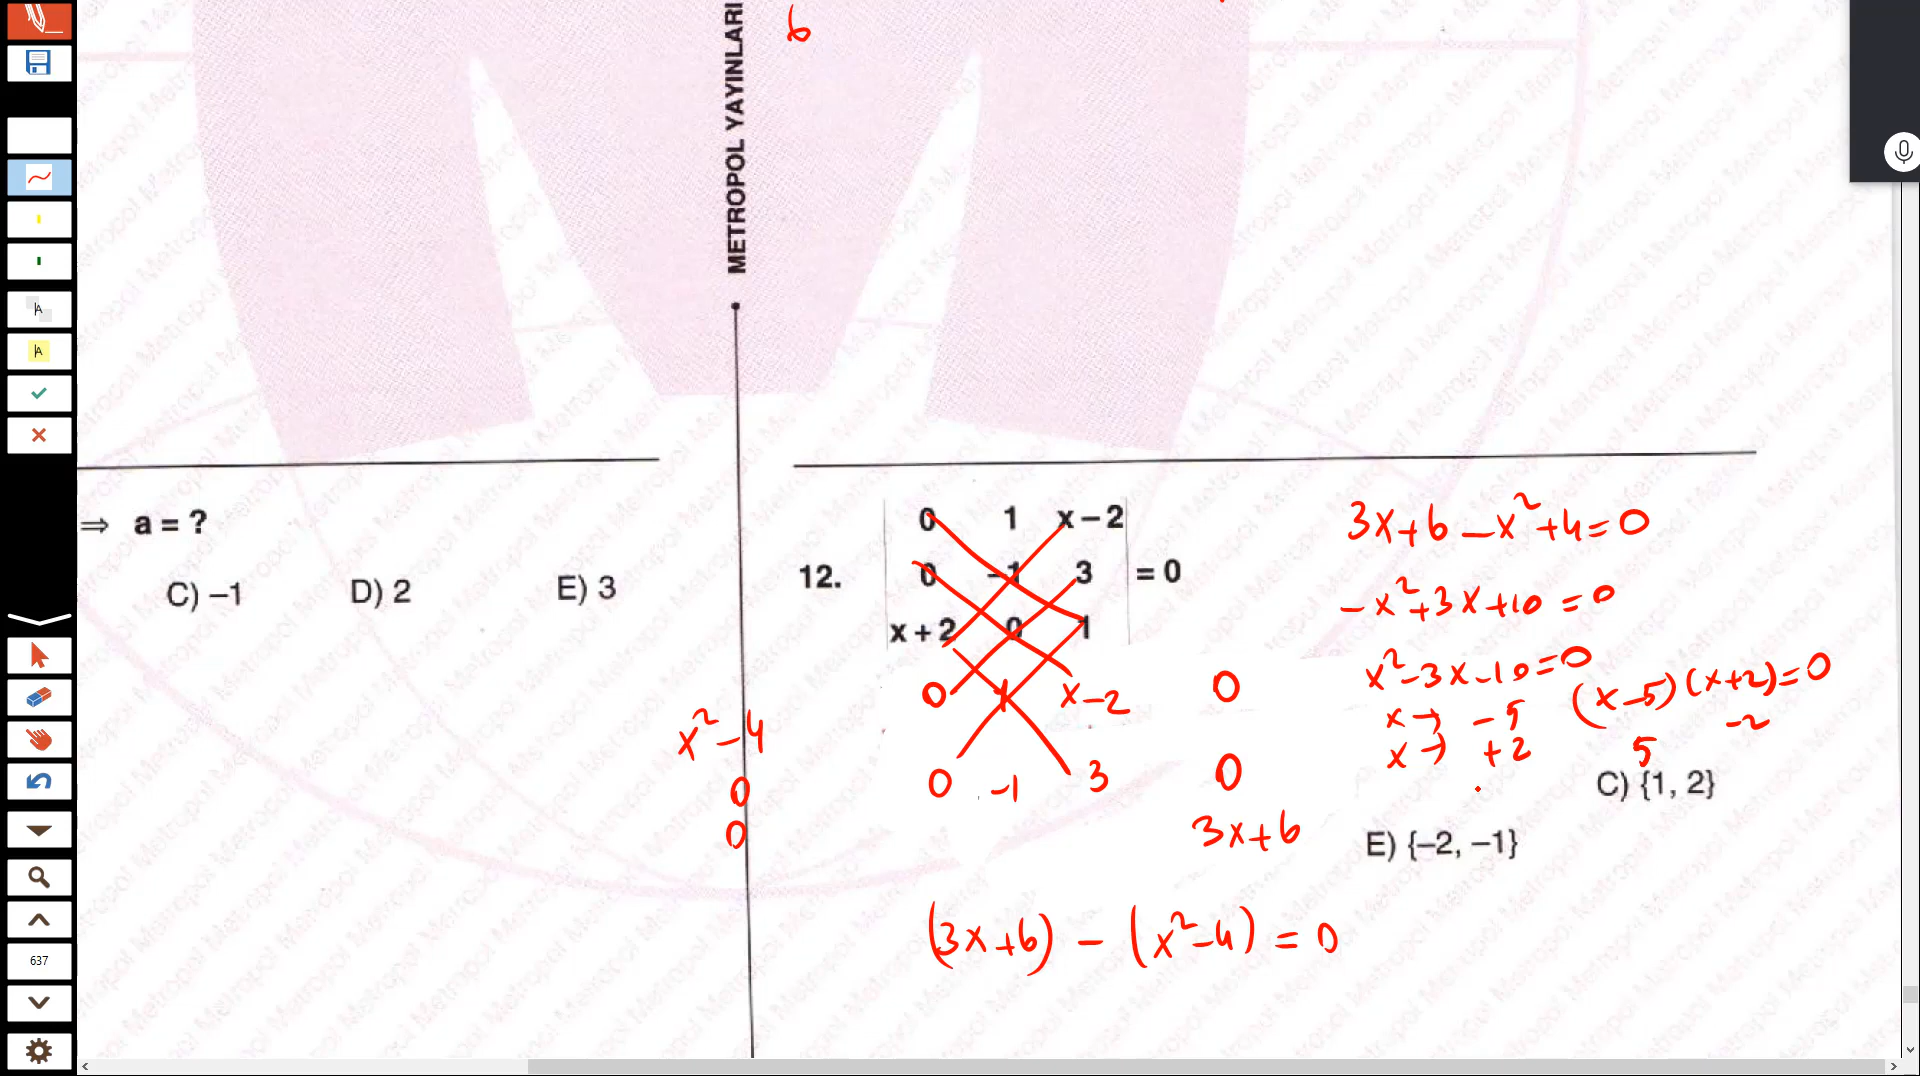 6
METROPOL YAYINLARI
⇒ a = ?
C) –1 D) 2 E) 3
12.
0 1 x – 2
0 –1 3 = 0
x + 2 0 1
0 1 x-2 0
0 -1 3 0
3x+6
x²-4
0
0
(3x+6) - (x²-4) = 0
3x+6-x²+4=0
-x²+3x+10=0
x²-3x-10=0 (x-5)(x+2)=0
x → -5
x → +2 5 -2
C) {1, 2}
E) {–2, –1}
A
A
637